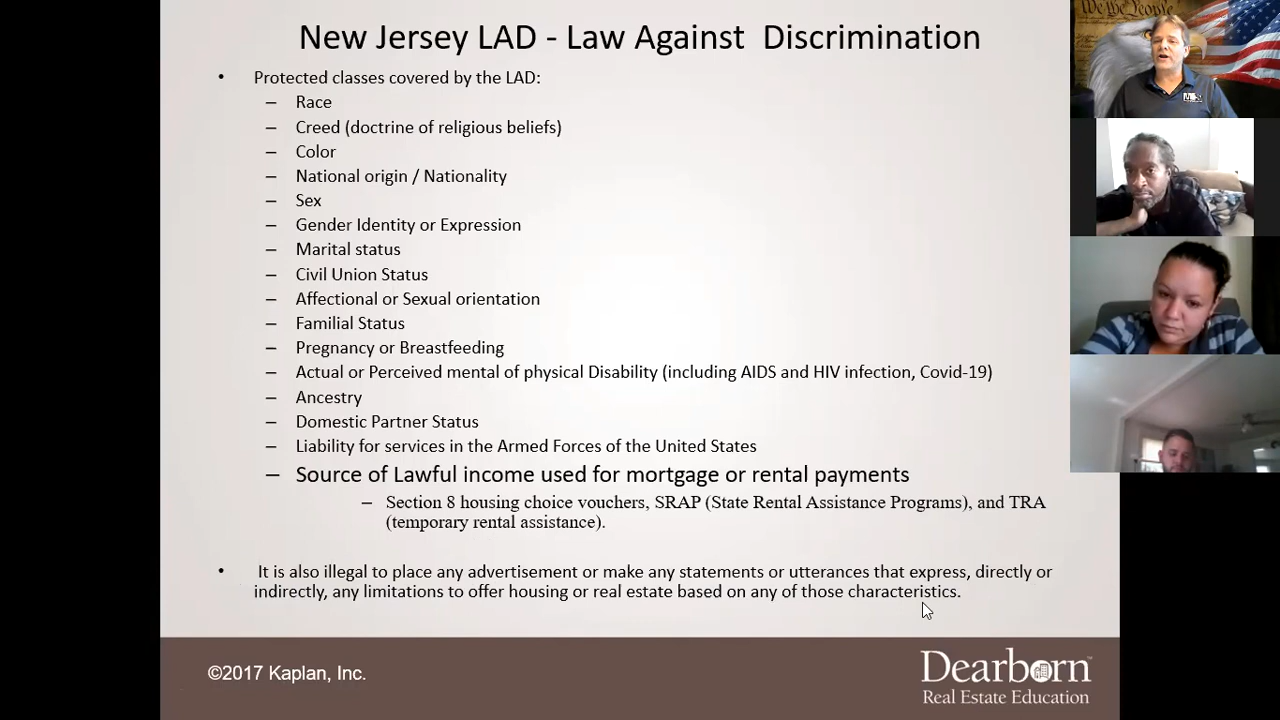 New Jersey LAD - Law Against Discrimination
• Protected classes covered by the LAD:
– Race
– Creed (doctrine of religious beliefs)
– Color
– National origin / Nationality
– Sex
– Gender Identity or Expression
– Marital status
– Civil Union Status
– Affectional or Sexual orientation
– Familial Status
– Pregnancy or Breastfeeding
– Actual or Perceived mental of physical Disability (including AIDS and HIV infection, Covid-19)
– Ancestry
– Domestic Partner Status
– Liability for services in the Armed Forces of the United States
– Source of Lawful income used for mortgage or rental payments
– Section 8 housing choice vouchers, SRAP (State Rental Assistance Programs), and TRA
(temporary rental assistance).
• It is also illegal to place any advertisement or make any statements or utterances that express, directly or
indirectly, any limitations to offer housing or real estate based on any of those characteristics.
©2017 Kaplan, Inc.
Dearborn™
Real Estate Education
We the People